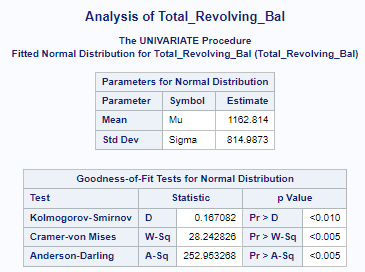 Analysis of Total_Revolving_Bal
The UNIVARIATE Procedure
Fitted Normal Distribution for Total_Revolving_Bal (Total_Revolving_Bal)
Parameters for Normal Distribution
Parameter Symbol Estimate
Mean Mu 1162.814
Std Dev Sigma 814.9873
Goodness-of-Fit Tests for Normal Distribution
Test Statistic p Value
Kolmogorov-Smirnov D 0.167082 Pr > D <0.010
Cramer-von Mises W-Sq 28.242826 Pr > W-Sq <0.005
Anderson-Darling A-Sq 252.953268 Pr > A-Sq <0.005